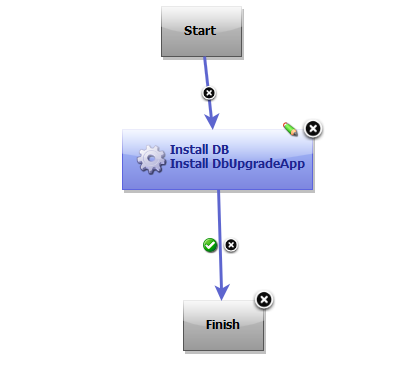 Start
Install DB
Install DbUpgradeApp
Finish